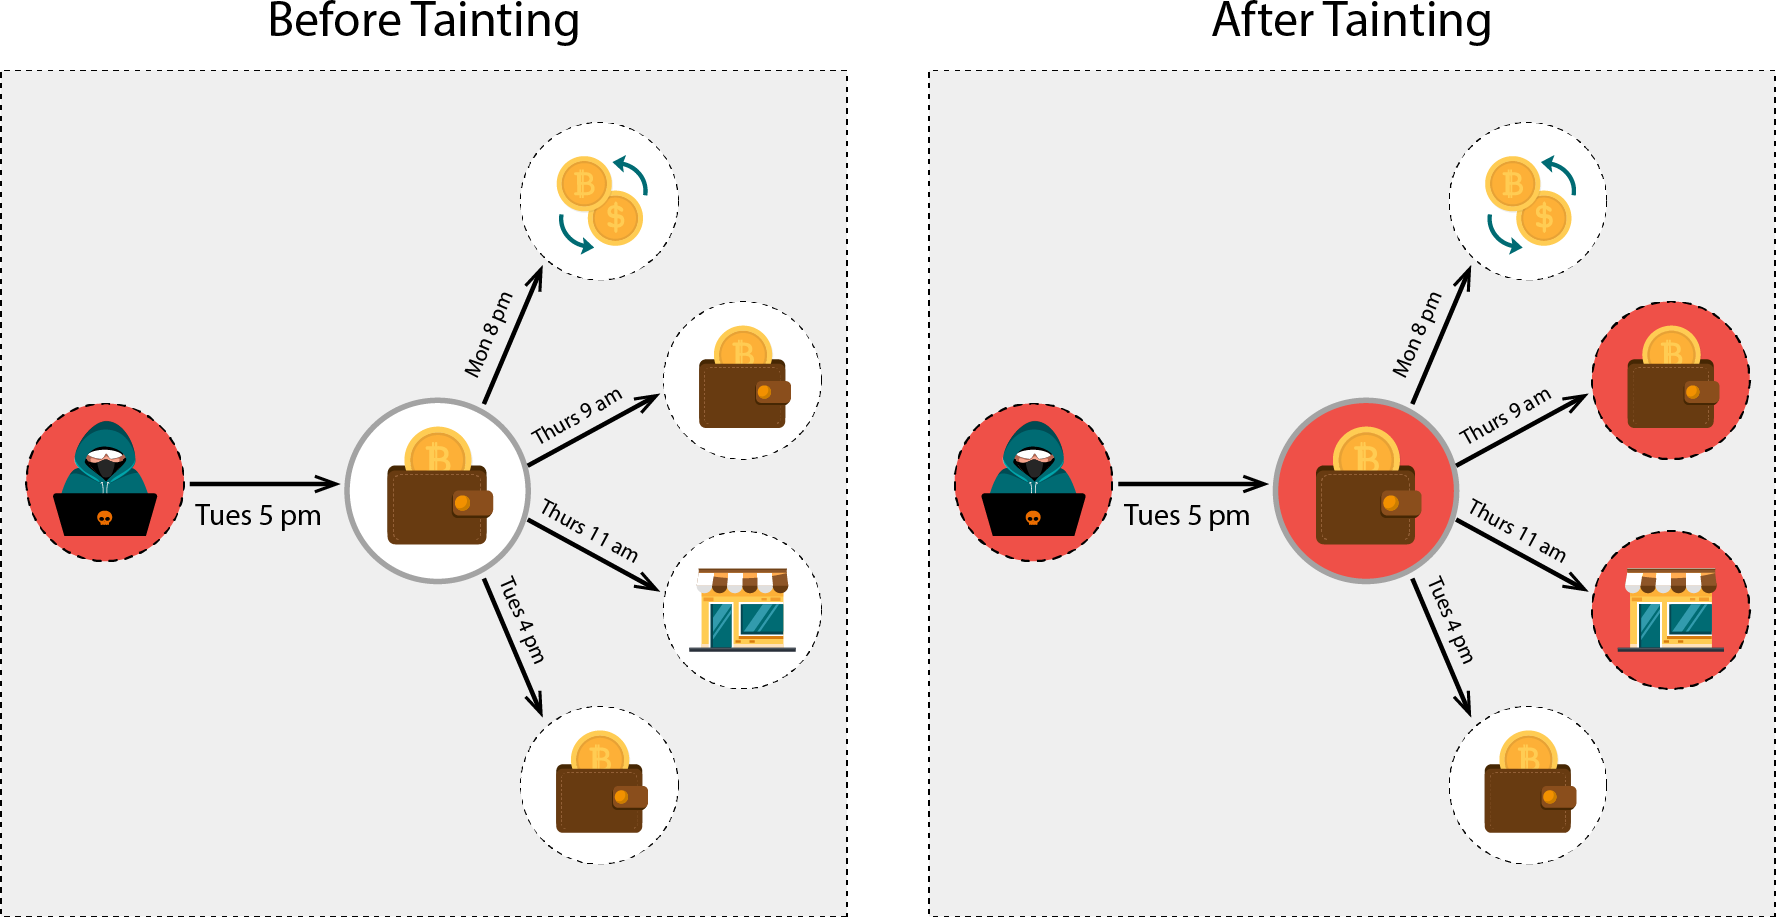 Before Tainting
Mon 8 pm
Thurs 9 am
Tues 5 pm
Thurs 11 am
Tues 4 pm
After Tainting
Mon 8 pm
Thurs 9 am
Tues 5 pm
Thurs 11 am
Tues 4 pm